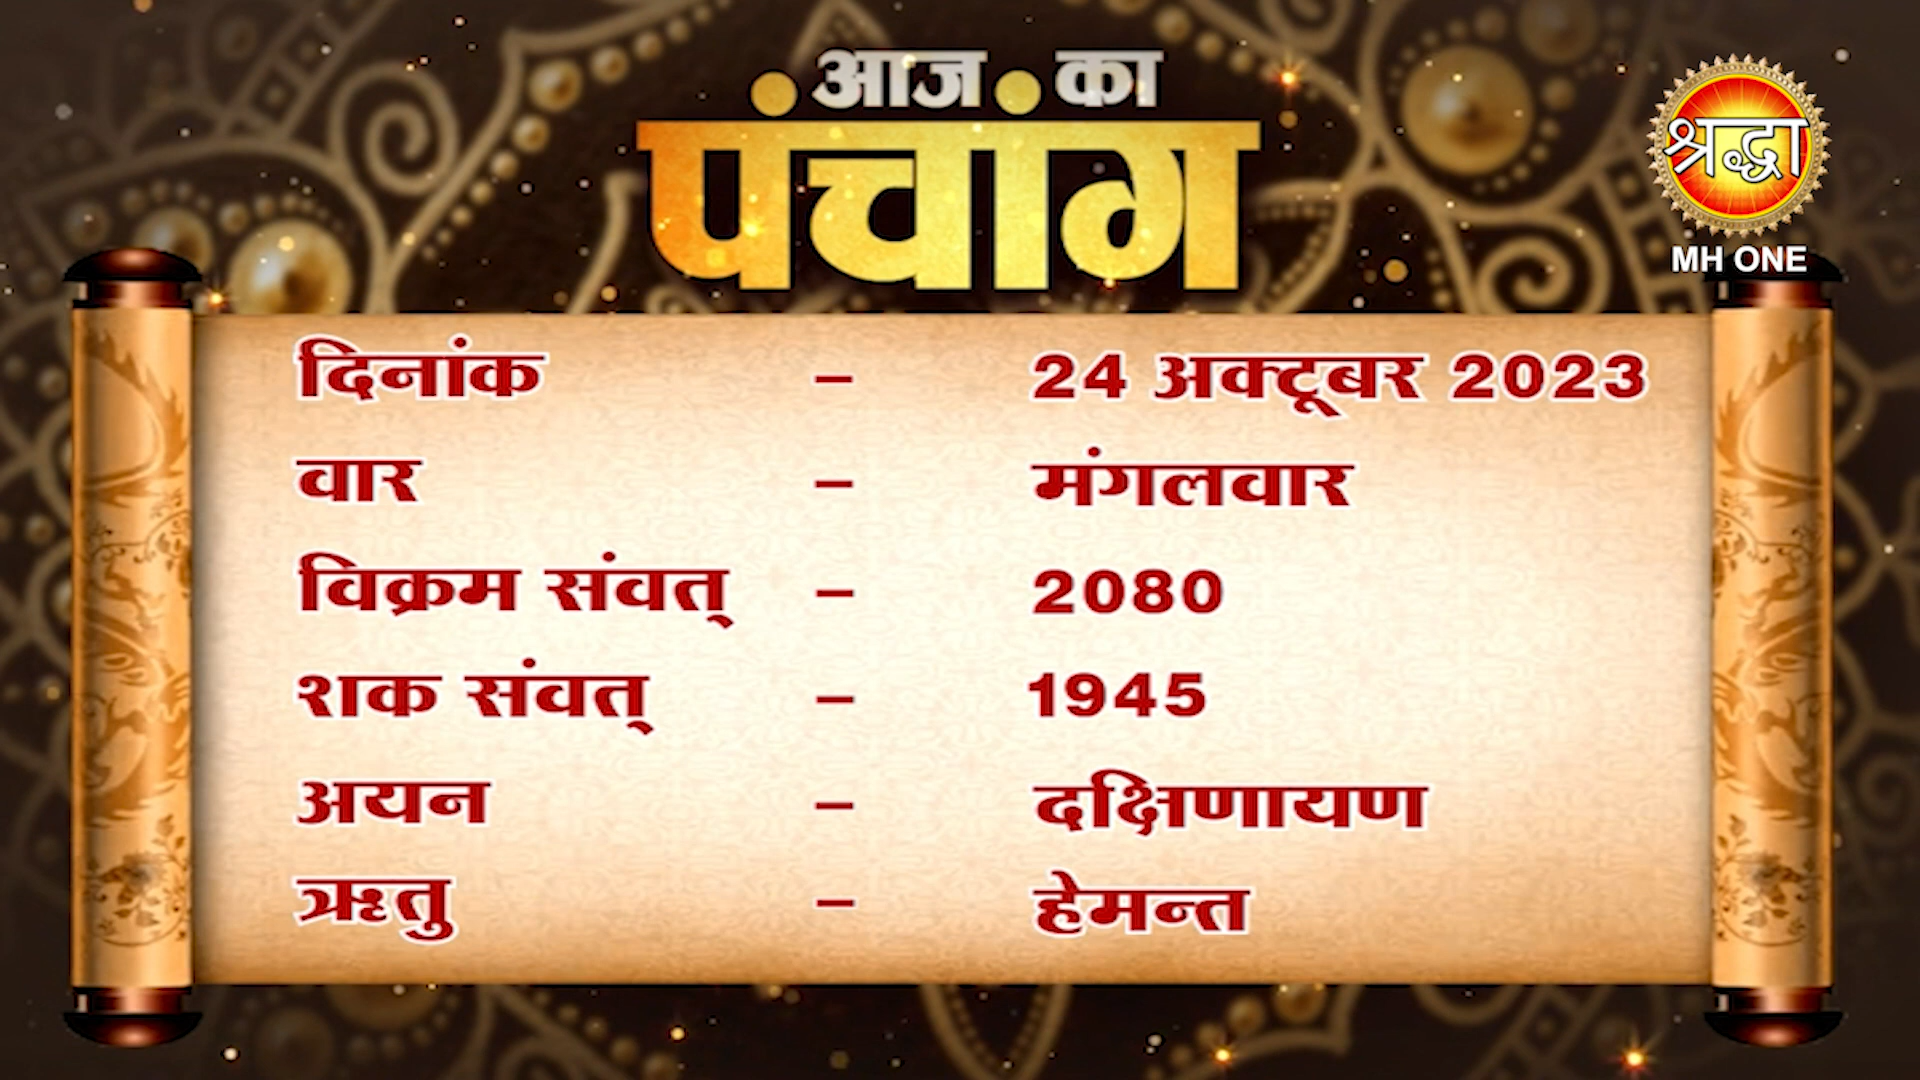 आज का
पंचांग
श्रद्धा
MH ONE
दिनांक – 24 अक्टूबर 2023
वार – मंगलवार
विक्रम संवत् – 2080
शक संवत् – 1945
अयन – दक्षिणायण
ऋतु – हेमन्त